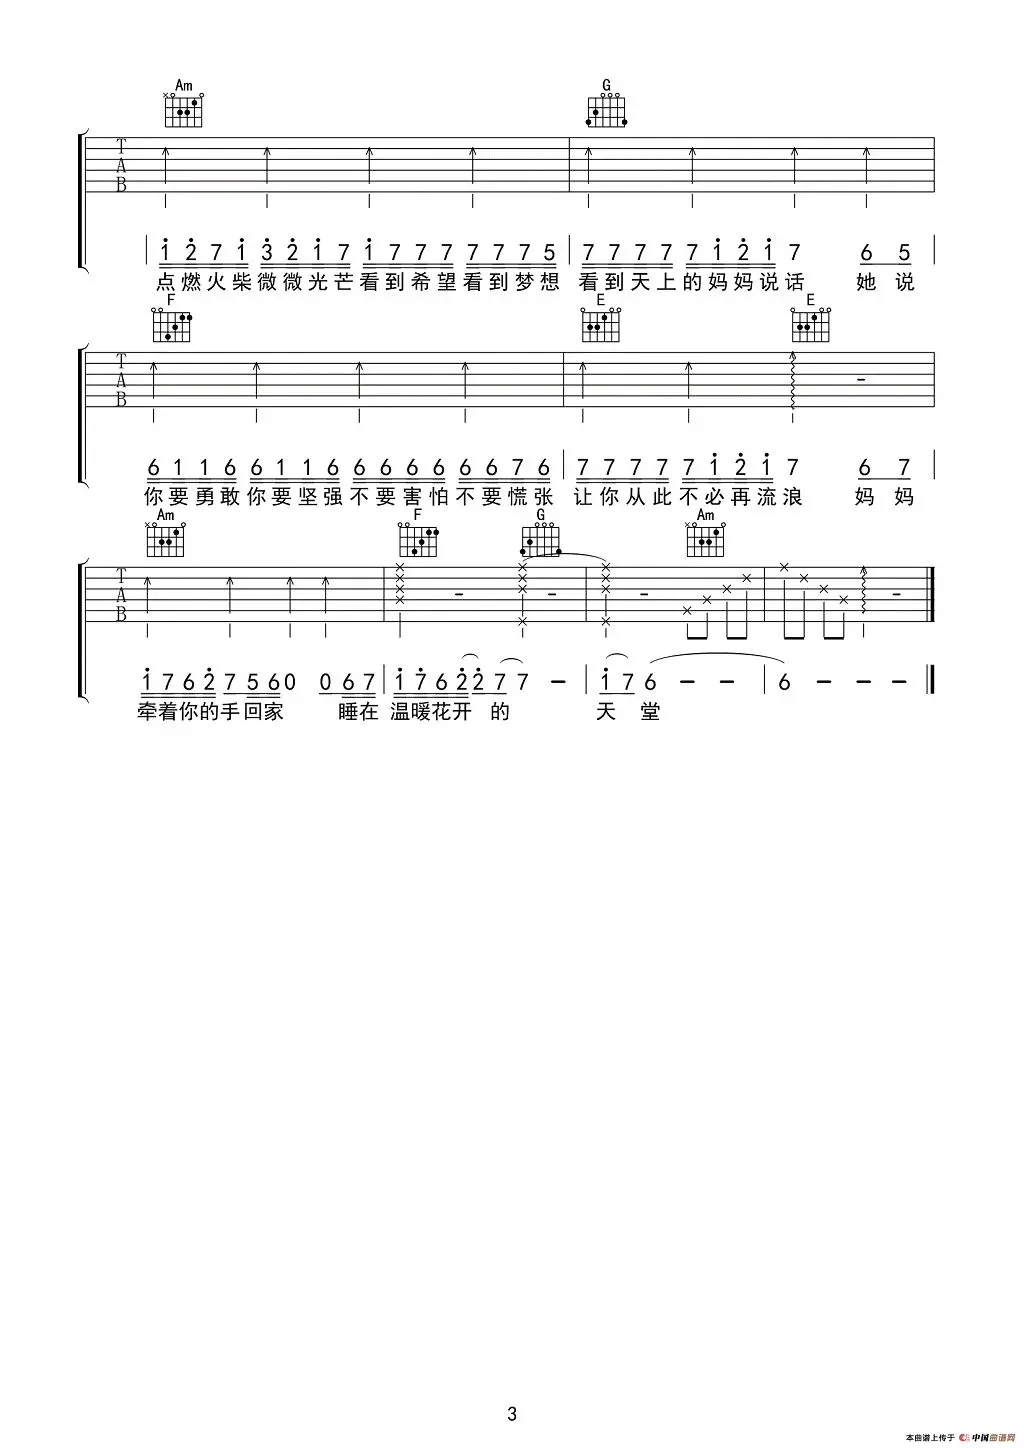 Am G
T
A
B
1 2 7 1 3 2 1 7 1 7 7 7 7 7 7 5 7 7 7 7 7 1 2 1 7 6 5
点燃火柴微微光芒看到希望看到梦想 看到天上的妈妈说话 她说
F E E
T
A
B
6 1 1 6 6 1 1 6 6 6 6 6 6 6 7 6 7 7 7 7 7 1 2 1 7 6 7
你要勇敢你要坚强不要害怕不要慌张 让你从此不必再流浪 妈妈
Am F G Am
T
A
B
1 7 6 2 7 5 6 0 0 6 7 1 7 6 2 2 7 7 – 1 7 6 – – 6 – – –
牵着你的手回家 睡在 温暖花开 的 天 堂
3
本曲谱上传于 中国曲谱网